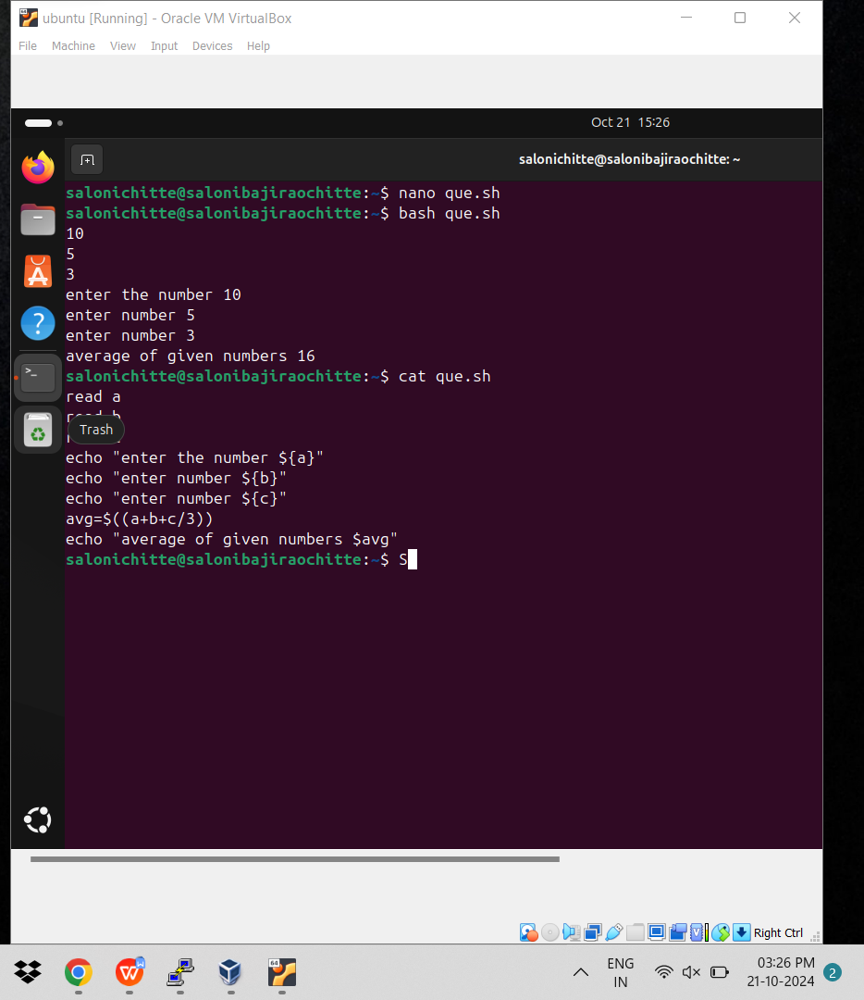 ubuntu [Running] - Oracle VM VirtualBox
File Machine View Input Devices Help
Oct 21 15:26
salonichitte@salonibajiraochitte: ~
salonichitte@salonibajiraochitte:~$ nano que.sh
salonichitte@salonibajiraochitte:~$ bash que.sh
10
5
3
enter the number 10
enter number 5
enter number 3
average of given numbers 16
salonichitte@salonibajiraochitte:~$ cat que.sh
read a
Trash
echo "enter the number ${a}"
echo "enter number ${b}"
echo "enter number ${c}"
avg=$((a+b+c/3))
echo "average of given numbers $avg"
salonichitte@salonibajiraochitte:~$ S
Right Ctrl
ENG
IN
03:26 PM
21-10-2024
2